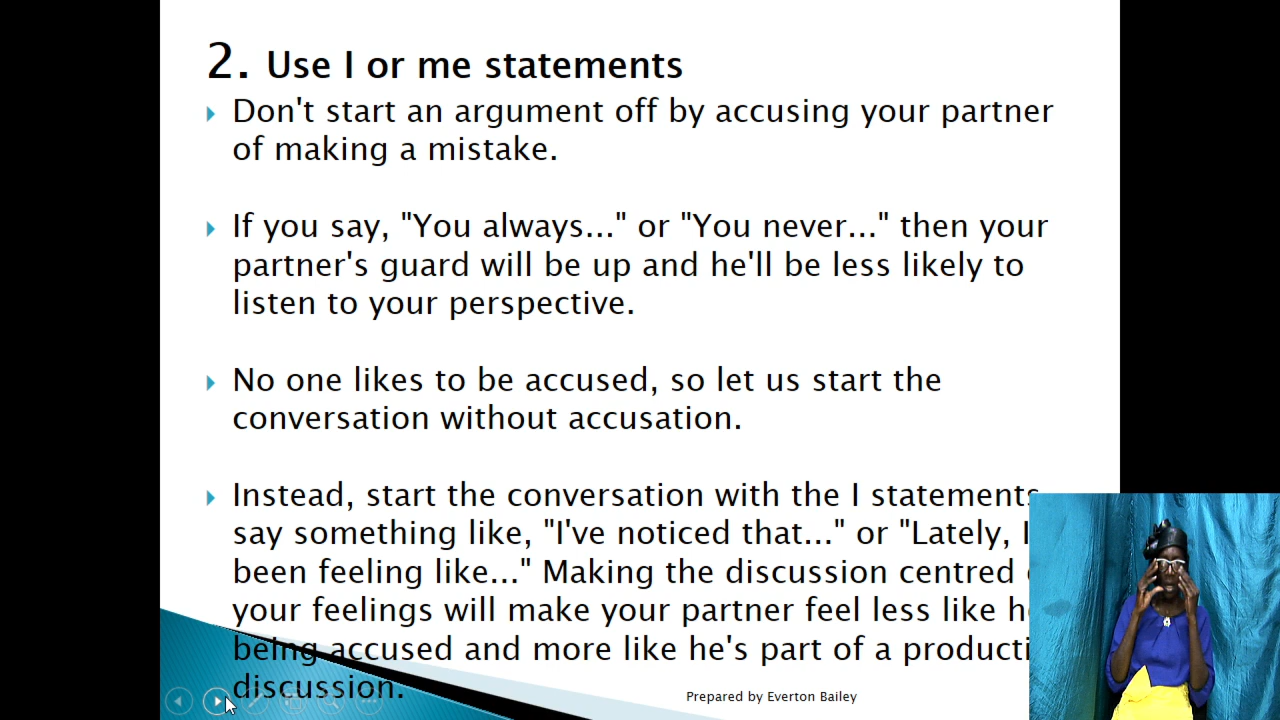 2. Use I or me statements
Don't start an argument off by accusing your partner
of making a mistake.
If you say, "You always..." or "You never..." then your
partner's guard will be up and he'll be less likely to
listen to your perspective.
No one likes to be accused, so let us start the
conversation without accusation.
Instead, start the conversation with the I statements
say something like, "I've noticed that..." or "Lately,
been feeling like..." Making the discussion centred
your feelings will make your partner feel less like
being accused and more like he's part of a
discussion.
Prepared by Everton Bailey